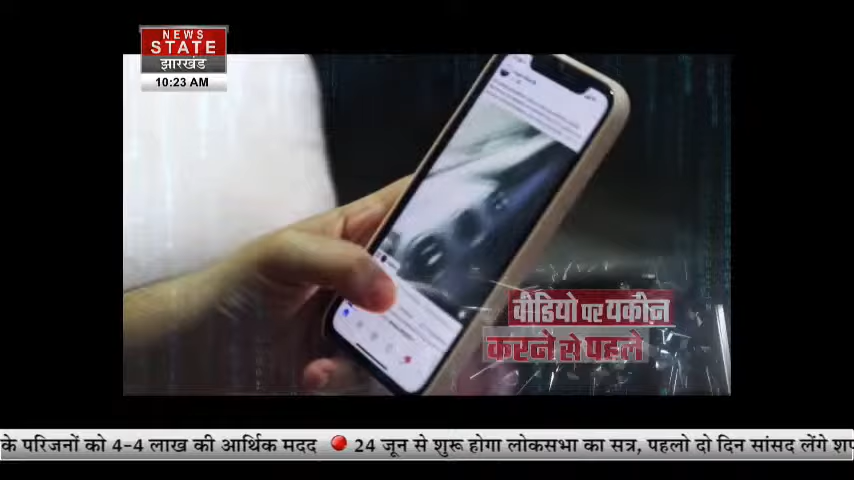 NEWS
STATE
झारखंड
10:23 AM
वीडियो पर यकीन
करने से पहले
के परिजनों को 4-4 लाख की आर्थिक मदद 24 जून से शुरू होगा लोकसभा का सत्र, पहलो दो दिन सांसद लेंगे